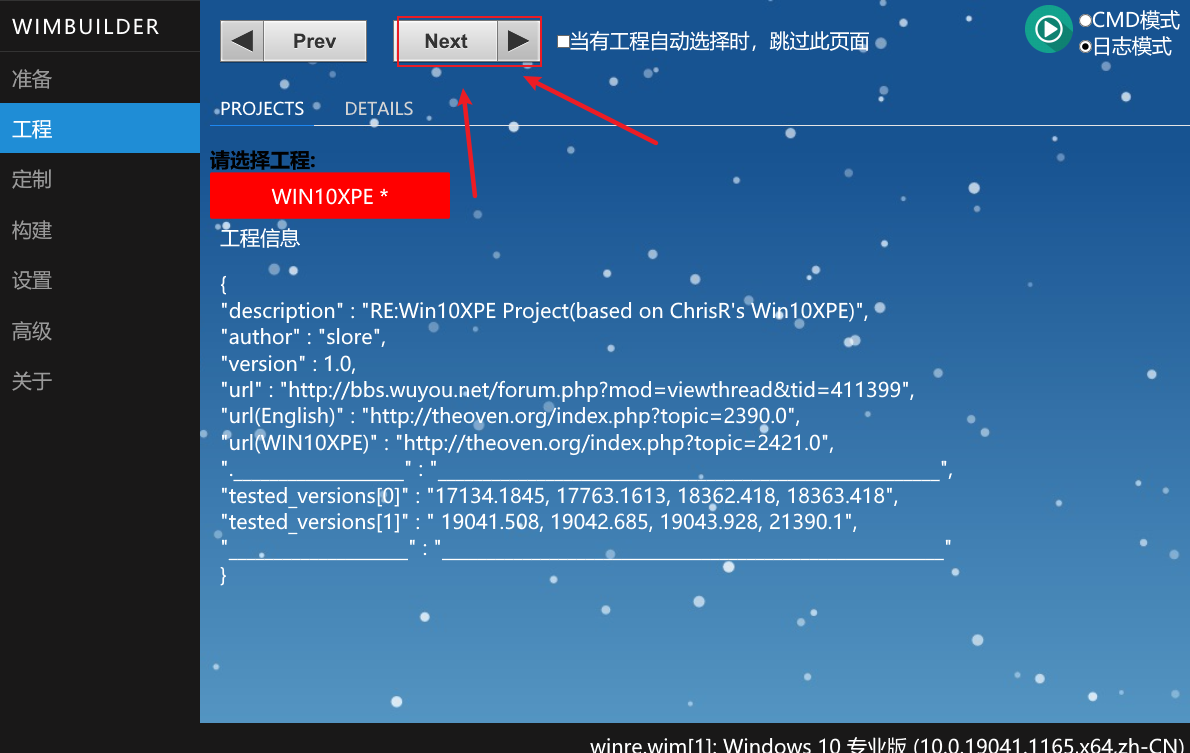 WIMBUILDER
准备
工程
定制
构建
设置
高级
关于
Prev
Next
当有工程自动选择时，跳过此页面
CMD模式
日志模式
PROJECTS DETAILS
请选择工程:
WIN10XPE *
工程信息
{
"description" : "RE:Win10XPE Project(based on ChrisR's Win10XPE)",
"author" : "slore",
"version" : 1.0,
"url" : "http://bbs.wuyou.net/forum.php?mod=viewthread&tid=411399",
"url(English)" : "http://theoven.org/index.php?topic=2390.0",
"url(WIN10XPE)" : "http://theoven.org/index.php?topic=2421.0",
".__________________" : "____________________________________________________",
"tested_versions[0]" : "17134.1845, 17763.1613, 18362.418, 18363.418",
"tested_versions[1]" : " 19041.508, 19042.685, 19043.928, 21390.1",
"___________________" : "____________________________________________________"
}
winre.wim[1]: Windows 10 专业版 (10.0.19041.1165.x64.zh-CN)